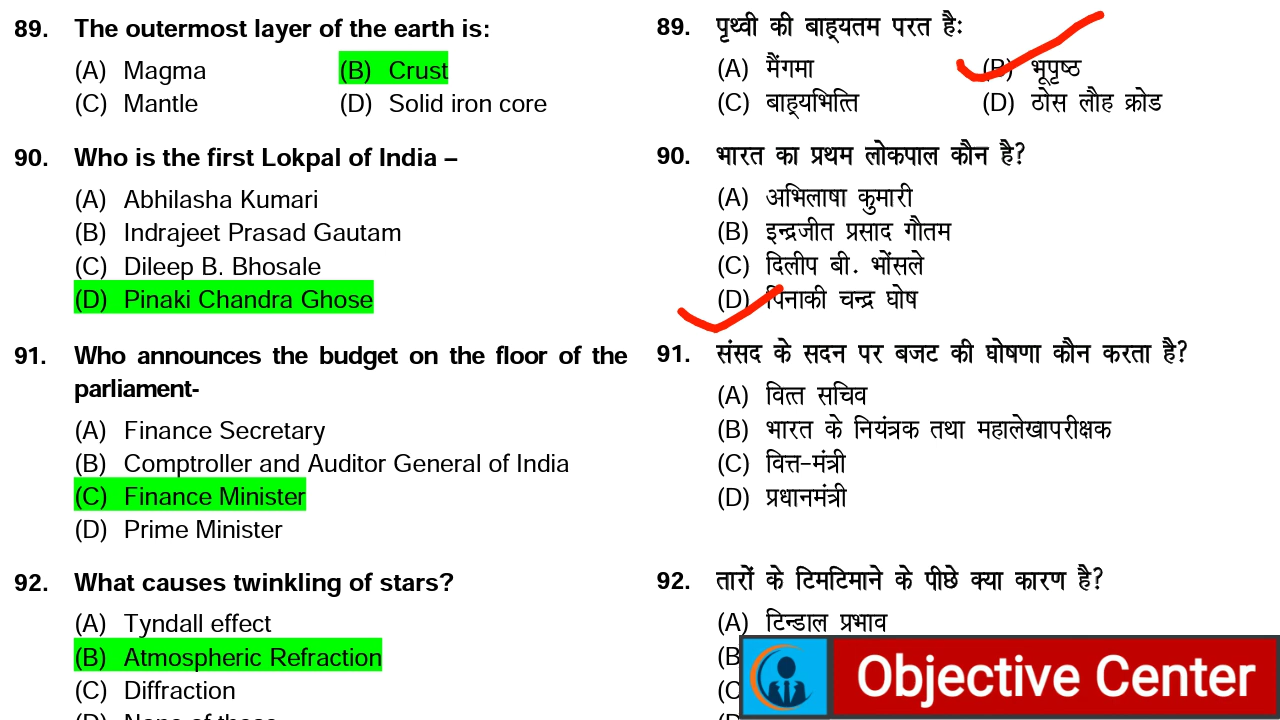 89. The outermost layer of the earth is:
(A) Magma (B) Crust
(C) Mantle (D) Solid iron core
90. Who is the first Lokpal of India –
(A) Abhilasha Kumari
(B) Indrajeet Prasad Gautam
(C) Dileep B. Bhosale
(D) Pinaki Chandra Ghose
91. Who announces the budget on the floor of the
parliament-
(A) Finance Secretary
(B) Comptroller and Auditor General of India
(C) Finance Minister
(D) Prime Minister
92. What causes twinkling of stars?
(A) Tyndall effect
(B) Atmospheric Refraction
(C) Diffraction
(D) None of these
89. पृथ्वी की बाह्यतम परत है:
(A) मैंगमा (B) भूपृष्ठ
(C) बाह्यभित्ति (D) ठोस लौह क्रोड
90. भारत का प्रथम लोकपाल कौन है?
(A) अभिलाषा कुमारी
(B) इन्द्रजीत प्रसाद गौतम
(C) दिलीप बी. भोंसले
(D) पिनाकी चन्द्र घोष
91. संसद के सदन पर बजट की घोषणा कौन करता है?
(A) वित्त सचिव
(B) भारत के नियंत्रक तथा महालेखापरीक्षक
(C) वित्त-मंत्री
(D) प्रधानमंत्री
92. तारों के टिमटिमाने के पीछे क्या कारण है?
(A) टिन्डाल प्रभाव
(B
(C
(D
Objective Center